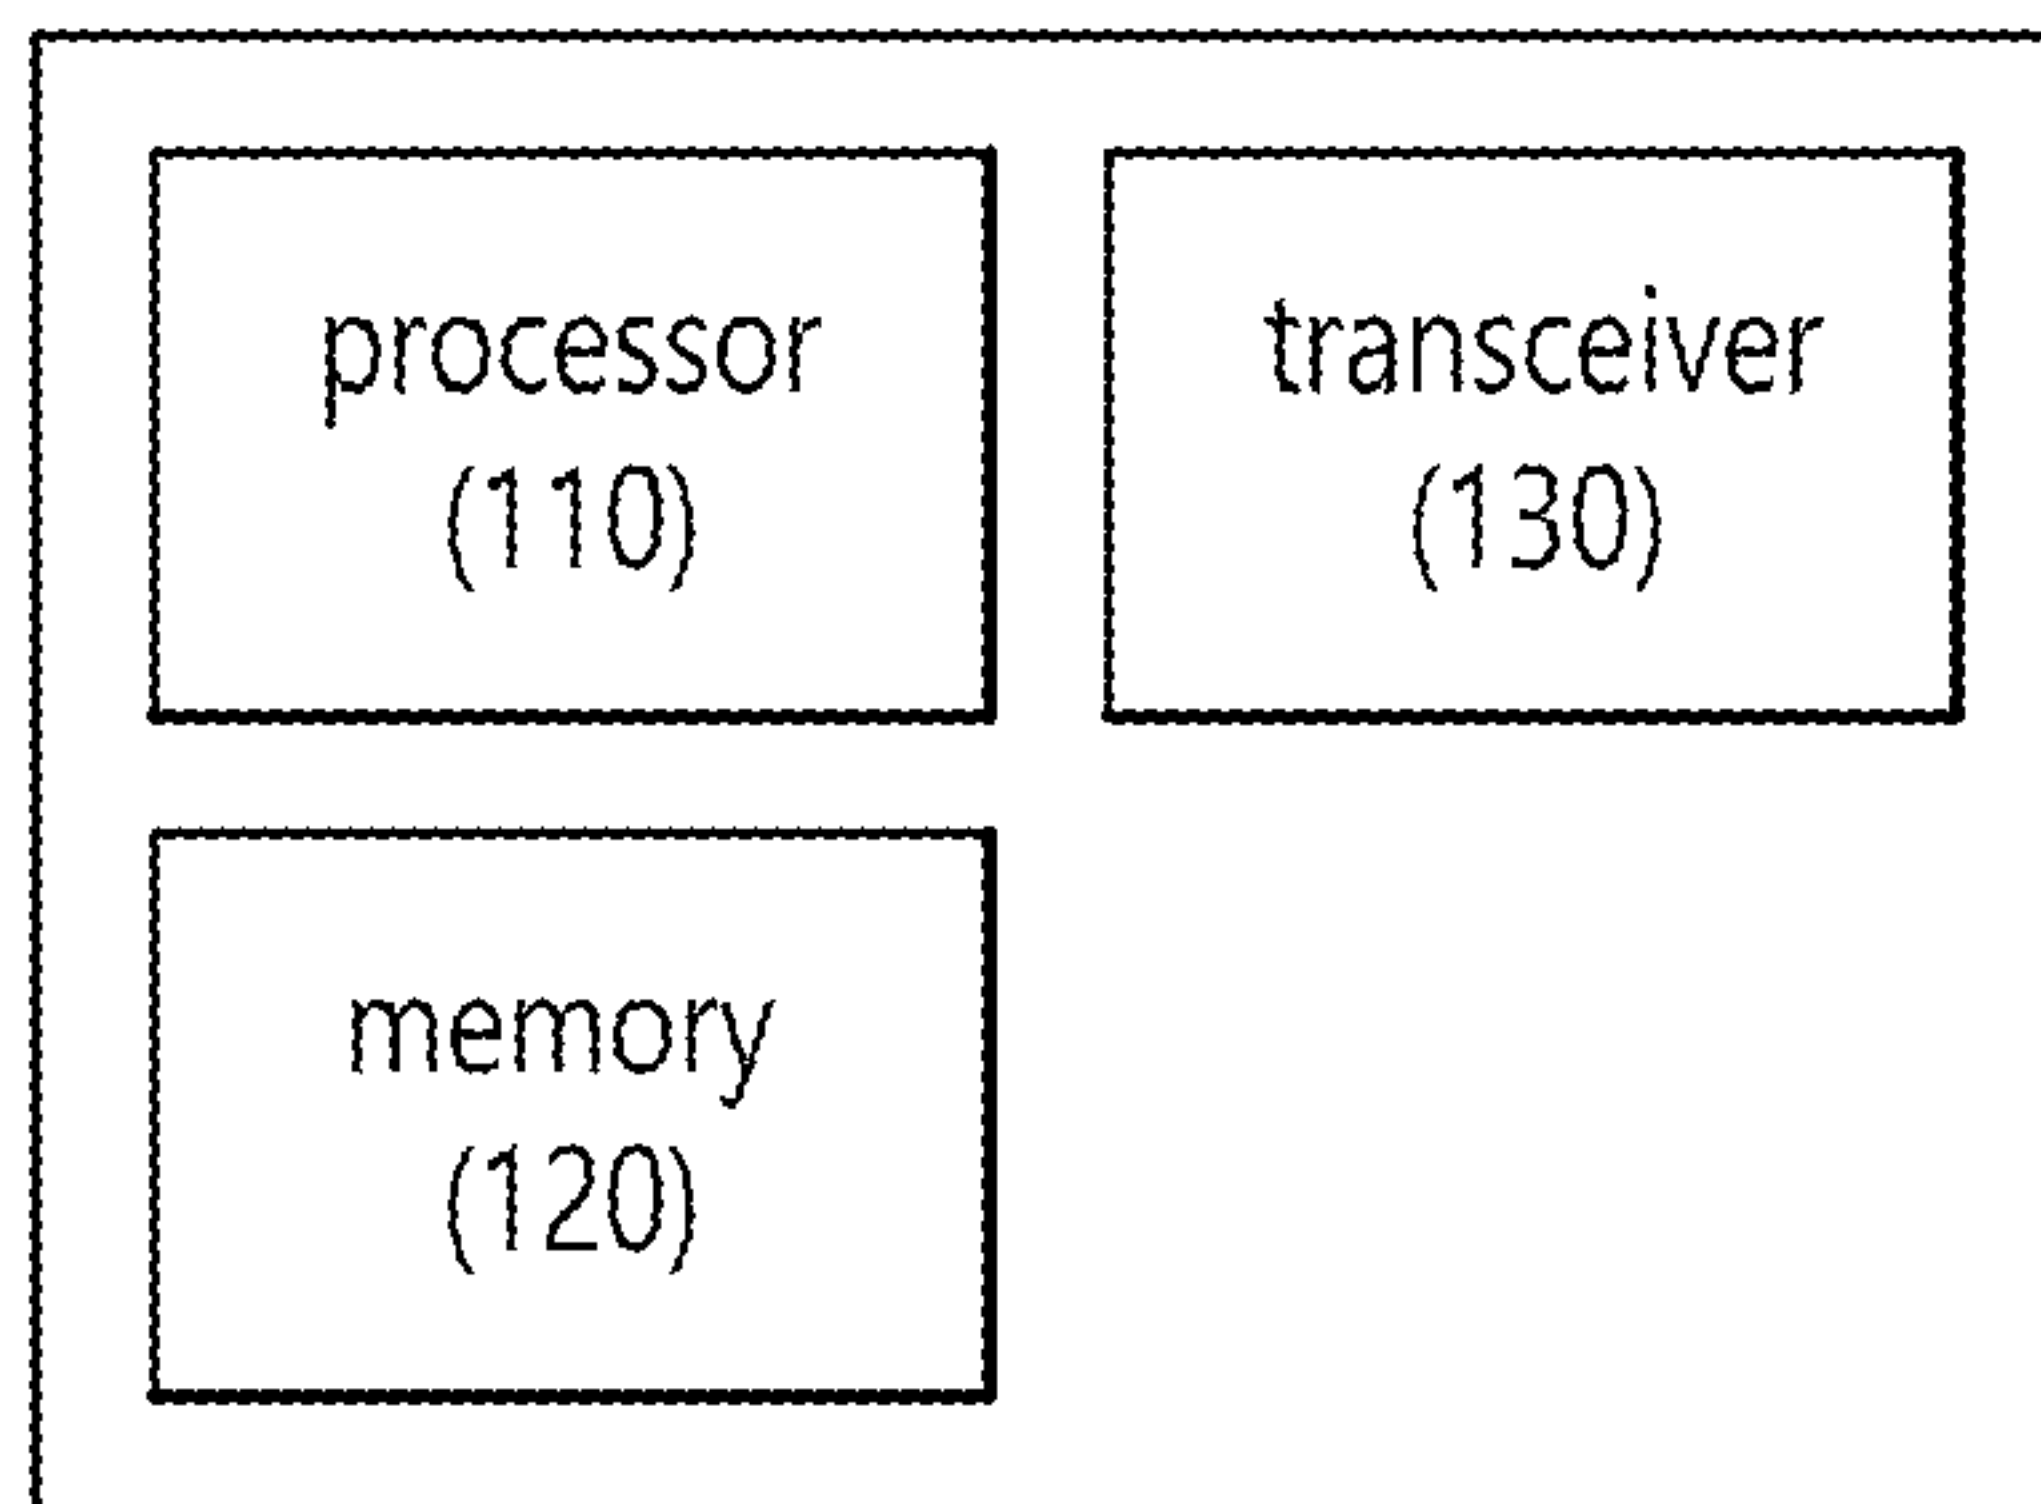 processor
(110)
transceiver
(130)
memory
(120)